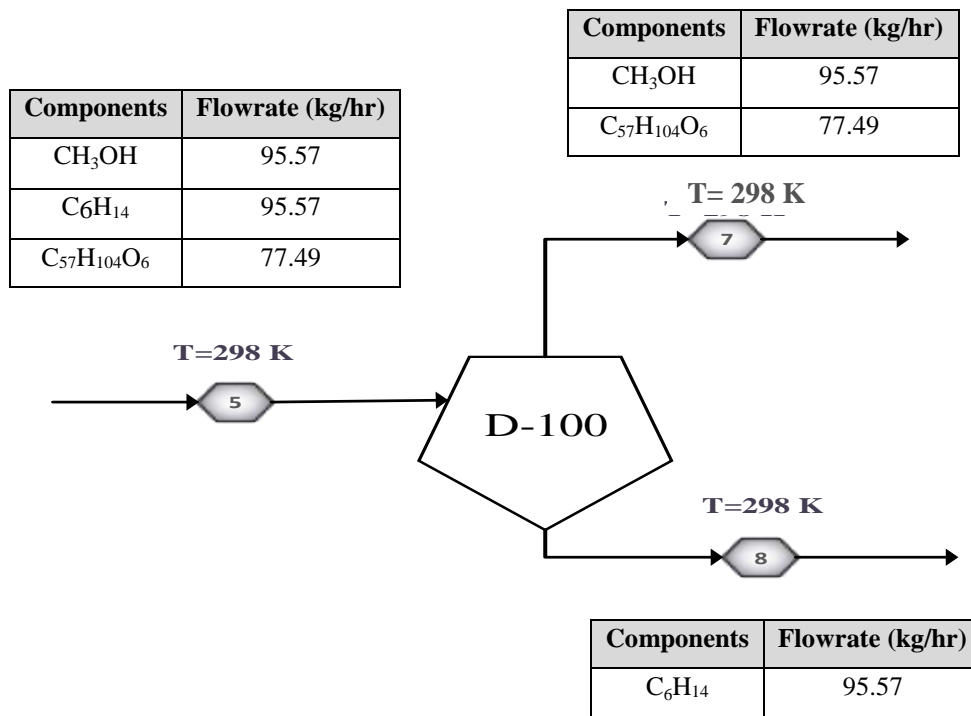 Components Flowrate (kg/hr)
CH₃OH 95.57
C₅₇H₁₀₄O₆ 77.49
Components Flowrate (kg/hr)
CH₃OH 95.57
C6H₁₄ 95.57
C₅₇H₁₀₄O₆ 77.49
T= 298 K
7
T=298 K
5
D-100
T=298 K
8
Components Flowrate (kg/hr)
C₆H₁₄ 95.57